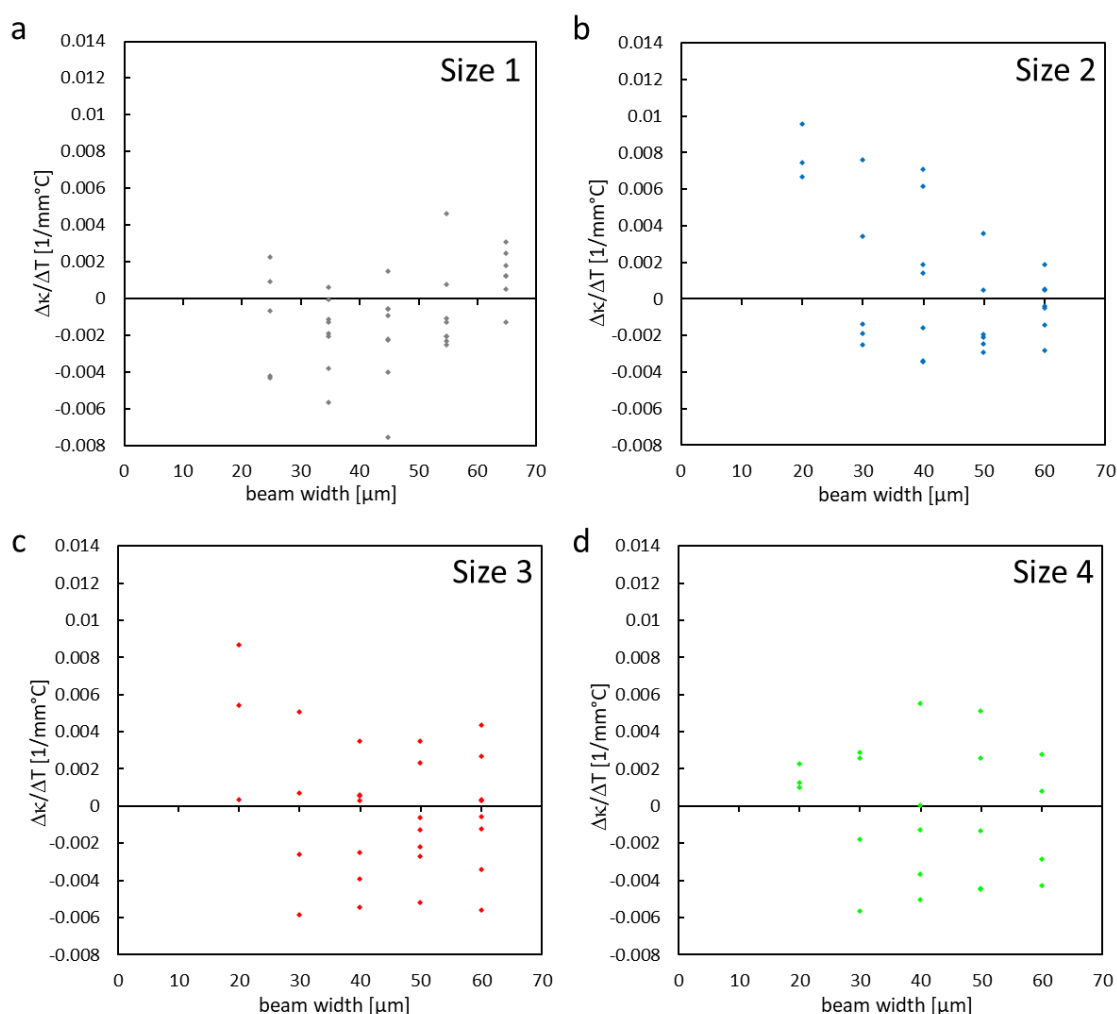 a
Size 1
0.014
0.012
0.01
0.008
0.006
0.004
0.002
0
-0.002
-0.004
-0.006
-0.008
Δκ/ΔT [1/mm°C]
0 10 20 30 40 50 60 70
beam width [µm]
b
Size 2
0.014
0.012
0.01
0.008
0.006
0.004
0.002
0
-0.002
-0.004
-0.006
-0.008
Δκ/ΔT [1/mm°C]
0 10 20 30 40 50 60 70
beam width [µm]
c
Size 3
0.014
0.012
0.01
0.008
0.006
0.004
0.002
0
-0.002
-0.004
-0.006
-0.008
Δκ/ΔT [1/mm°C]
0 10 20 30 40 50 60 70
beam width [µm]
d
Size 4
0.014
0.012
0.01
0.008
0.006
0.004
0.002
0
-0.002
-0.004
-0.006
-0.008
Δκ/ΔT [1/mm°C]
0 10 20 30 40 50 60 70
beam width [µm]